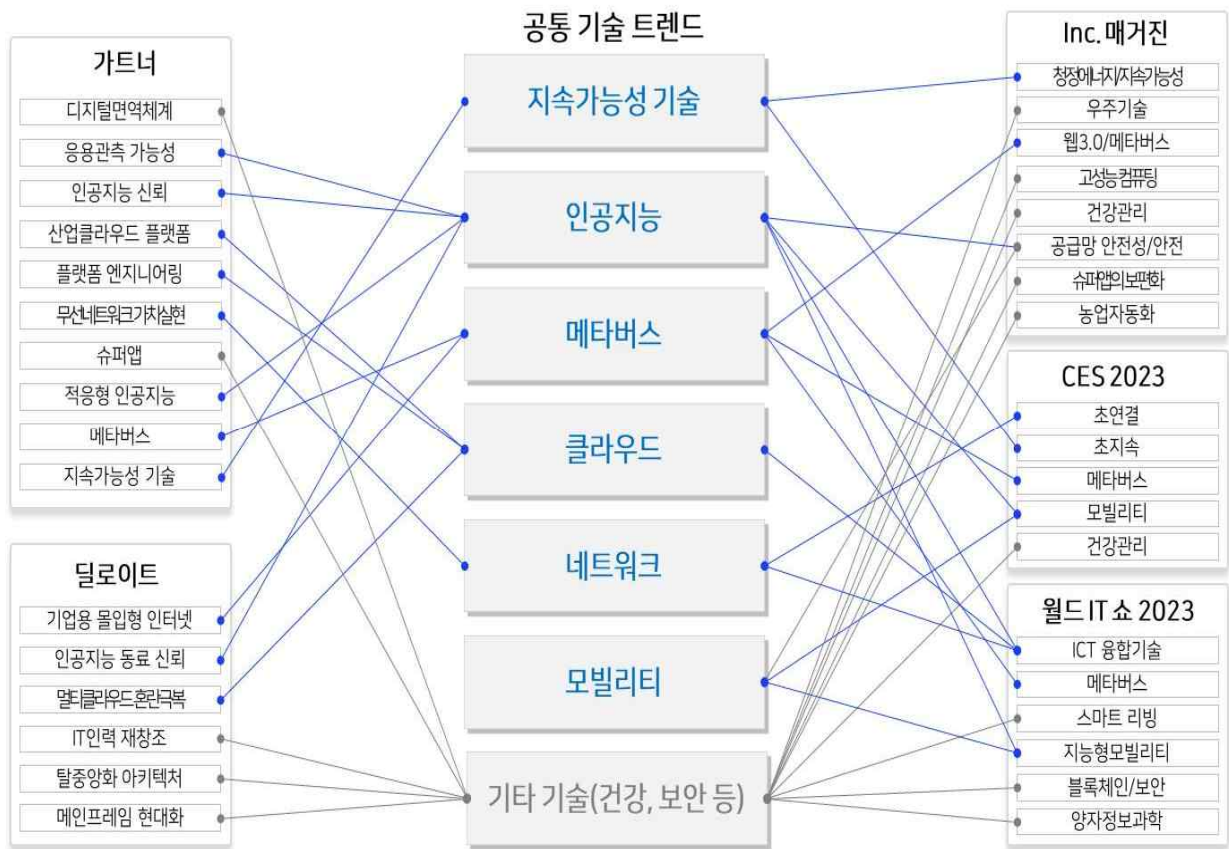 공통 기술 트렌드
가트너
디지털면역체계
응용관측 가능성
인공지능 신뢰
산업클라우드 플랫폼
플랫폼 엔지니어링
무선네트워크가치실현
슈퍼앱
적응형 인공지능
메타버스
지속가능성 기술
딜로이트
기업용 몰입형 인터넷
인공지능 동료 신뢰
멀티클라우드 혼란극복
IT인력 재창조
탈중앙화 아키텍처
메인프레임 현대화
지속가능성 기술
인공지능
메타버스
클라우드
네트워크
모빌리티
기타 기술(건강, 보안 등)
Inc. 매거진
청정에너지/지속가능성
우주기술
웹3.0/메타버스
고성능컴퓨팅
건강관리
공급망 안전성/안전
슈퍼앱의보편화
농업자동화
CES 2023
초연결
초지속
메타버스
모빌리티
건강관리
월드 IT 쇼 2023
ICT 융합기술
메타버스
스마트 리빙
지능형모빌리티
블록체인/보안
양자정보과학